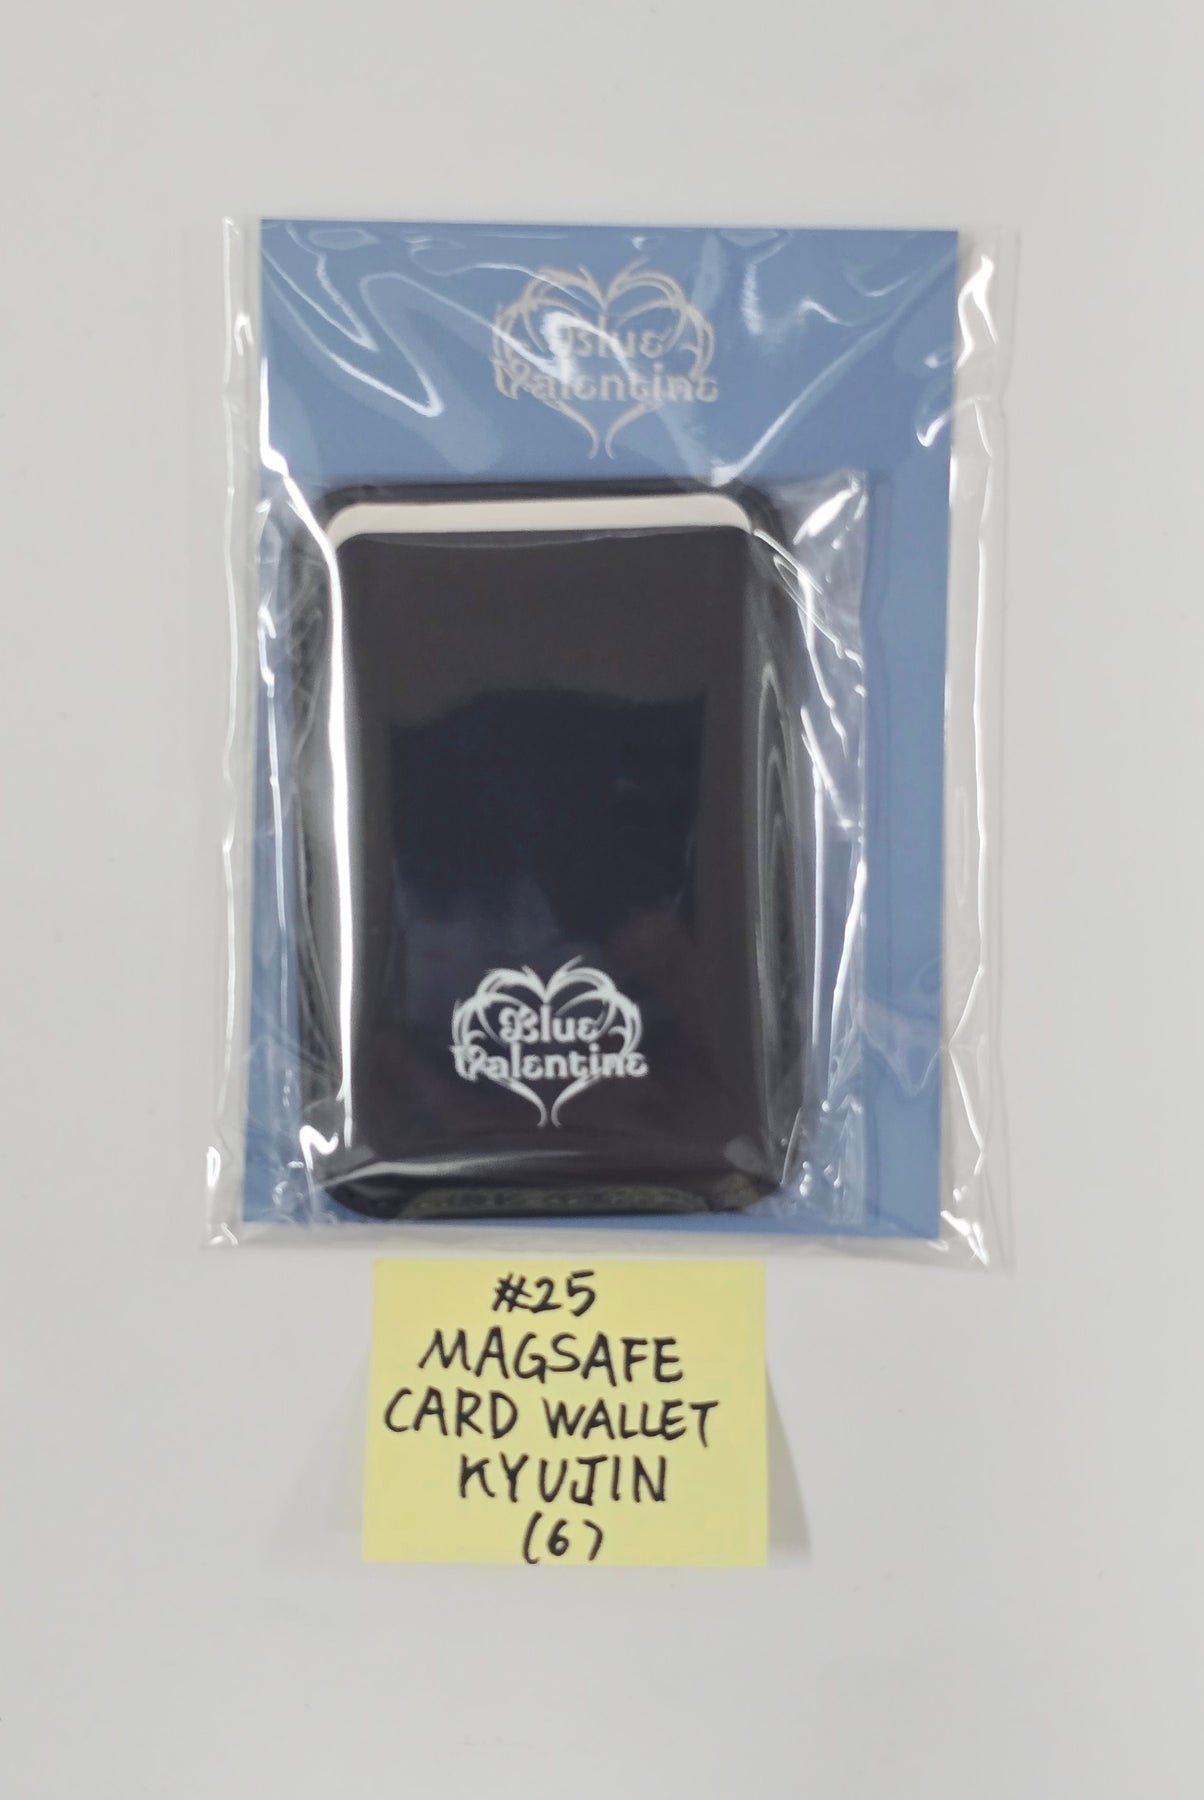 Blue
Valentine
Blue
Valentine
#25
MAGSAFE
CARD WALLET
KYUJIN
(6)